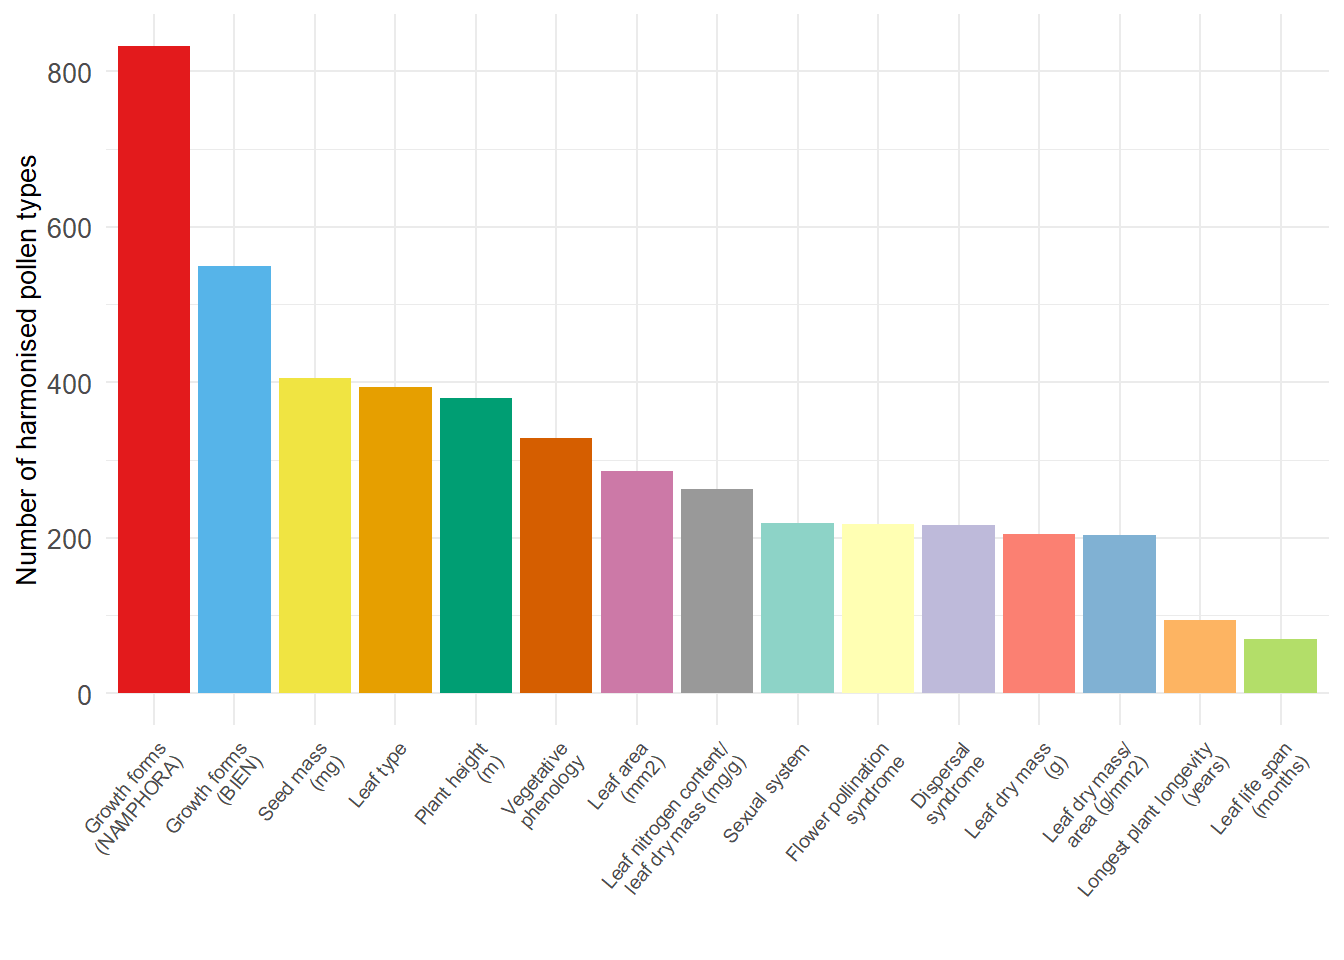 Number of harmonised pollen types
800
600
400
200
0
Growth forms
(NAMPHORA)
Growth forms
(BIEN)
Seed mass
(mg)
Leaf type
Plant height
(m)
Vegetative
phenology
Leaf area
(mm2)
Leaf nitrogen content/
leaf dry mass (mg/g)
Sexual system
Flower pollination
syndrome
Dispersal
syndrome
Leaf dry mass
(g)
Leaf dry mass/
area (g/mm2)
Longest plant longevity
(years)
Leaf life span
(months)